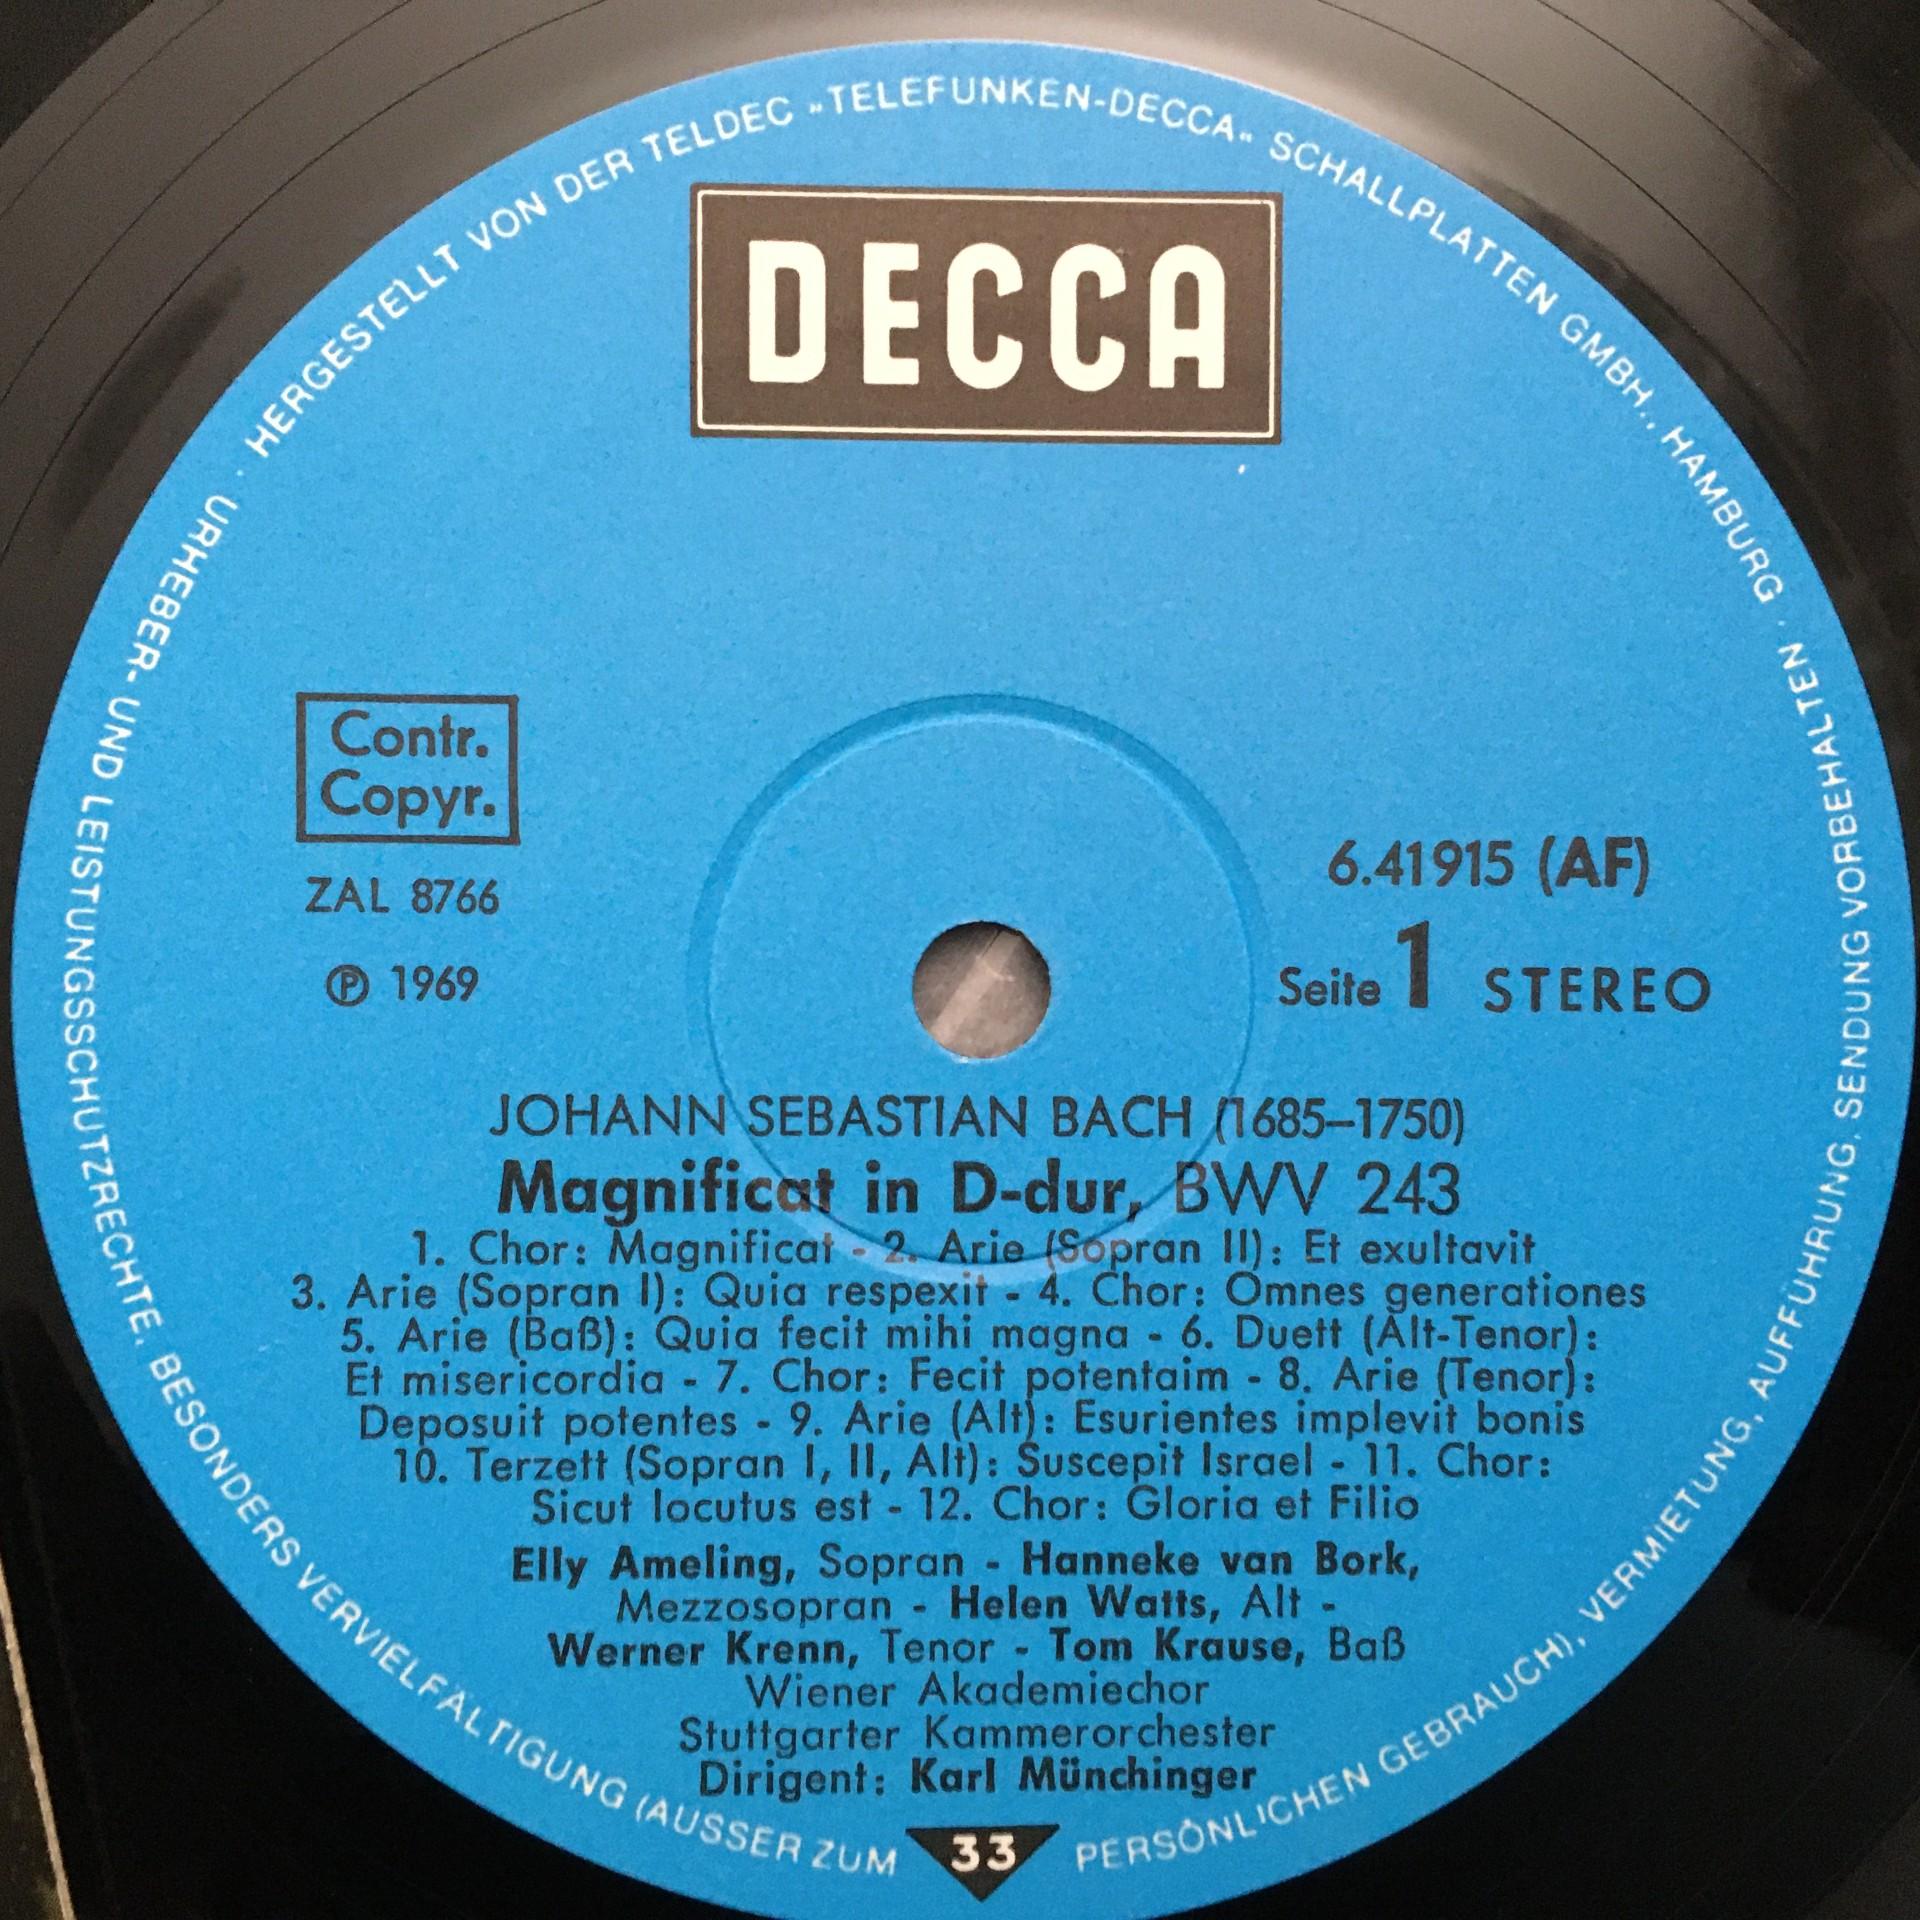 HERGESTELLT VON DER TELDEC „TELEFUNKEN-DECCA“ SCHALLPLATTEN GMBH., HAMBURG ·
URHEBER- UND LEISTUNGSSCHUTZRECHTE, BESONDERS VERVIELFÄLTIGUNG (AUSSER ZUM PERSÖNLICHEN GEBRAUCH), VERMIETUNG, AUFFÜHRUNG, SENDUNG VORBEHALTEN ·
DECCA
Contr.
Copyr.
ZAL 8766
℗ 1969
6.41915 (AF)
Seite 1 STEREO
JOHANN SEBASTIAN BACH (1685–1750)
Magnificat in D-dur, BWV 243
1. Chor: Magnificat - 2. Arie (Sopran II): Et exultavit
3. Arie (Sopran I): Quia respexit - 4. Chor: Omnes generationes
5. Arie (Baß): Quia fecit mihi magna - 6. Duett (Alt-Tenor):
Et misericordia - 7. Chor: Fecit potentaim - 8. Arie (Tenor):
Deposuit potentes - 9. Arie (Alt): Esurientes implevit bonis
10. Terzett (Sopran I, II, Alt): Suscepit Israel - 11. Chor:
Sicut locutus est - 12. Chor: Gloria et Filio
Elly Ameling, Sopran - Hanneke van Bork,
Mezzosopran - Helen Watts, Alt -
Werner Krenn, Tenor - Tom Krause, Baß
Wiener Akademiechor
Stuttgarter Kammerorchester
Dirigent: Karl Münchinger
33